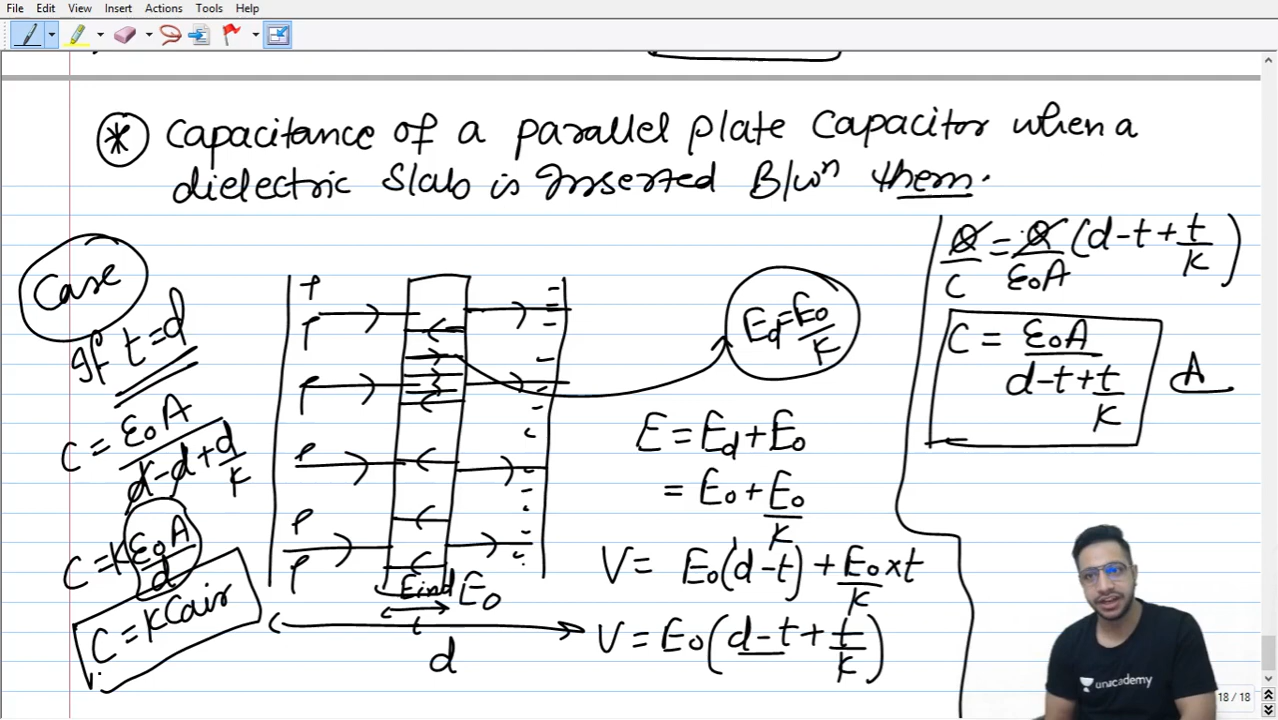 File Edit View Insert Actions Tools Help
* Capacitance of a parallel plate Capacitor when a
dielectric Slab is Inserted B/wⁿ them.
Case
If t=d
C = ε₀A / (d-d+d/K)
C = K ε₀A/d
C = KCair
Eind
E₀
d
Ed = E₀/K
E = Ed + E₀
= E₀ + E₀/K
V = E₀(d-t) + E₀/K × t
V = E₀(d-t + t/K)
Q/C = Q/ε₀A (d-t + t/K)
C = ε₀A / (d-t + t/K)
A
unacademy
18 / 18